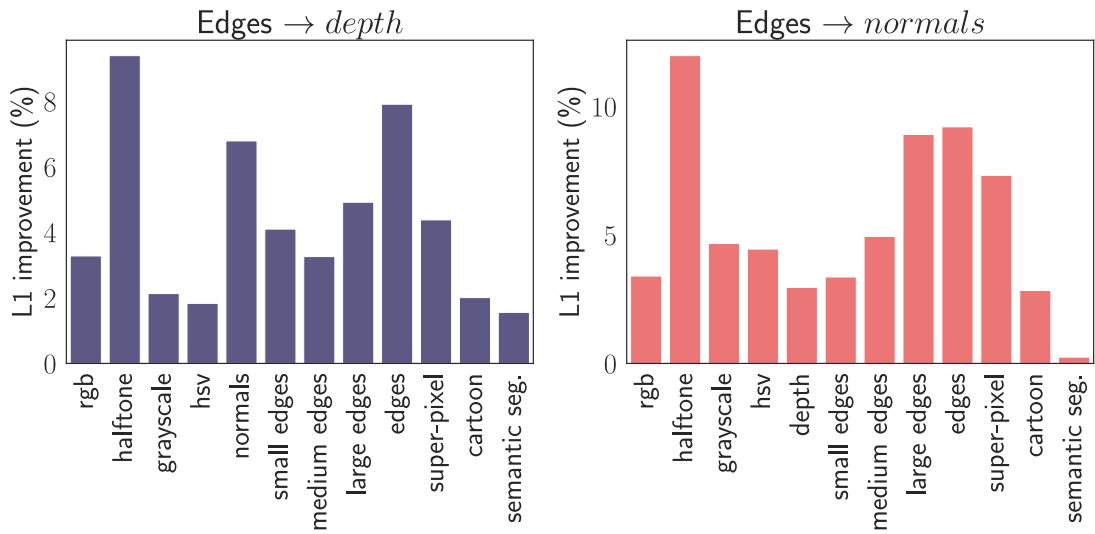 Edges → depth
L1 improvement (%)
8
6
4
2
0
rgb
halftone
grayscale
hsv
normals
small edges
medium edges
large edges
edges
super-pixel
cartoon
semantic seg.
Edges → normals
L1 improvement (%)
10
5
0
rgb
halftone
grayscale
hsv
depth
small edges
medium edges
large edges
edges
super-pixel
cartoon
semantic seg.